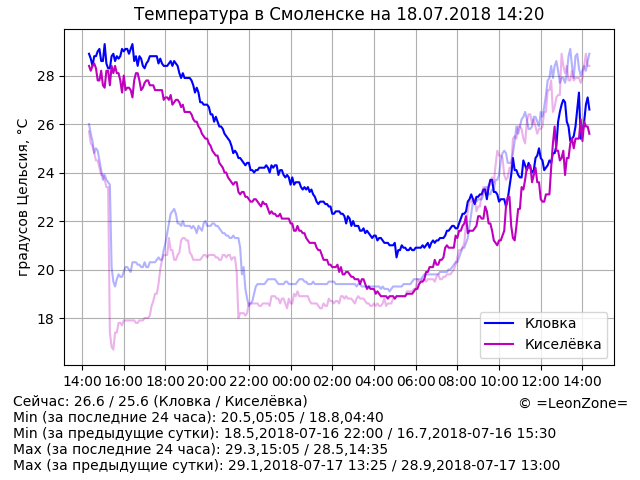 Температура в Смоленске на 18.07.2018 14:20
градусов Цельсия, °C
28
26
24
22
20
18
Кловка
Киселёвка
14:00 16:00 18:00 20:00 22:00 00:00 02:00 04:00 06:00 08:00 10:00 12:00 14:00
Сейчас: 26.6 / 25.6 (Кловка / Киселёвка)
© =LeonZone=
Min (за последние 24 часа): 20.5,05:05 / 18.8,04:40
Min (за предыдущие сутки): 18.5,2018-07-16 22:00 / 16.7,2018-07-16 15:30
Max (за последние 24 часа): 29.3,15:05 / 28.5,14:35
Max (за предыдущие сутки): 29.1,2018-07-17 13:25 / 28.9,2018-07-17 13:00